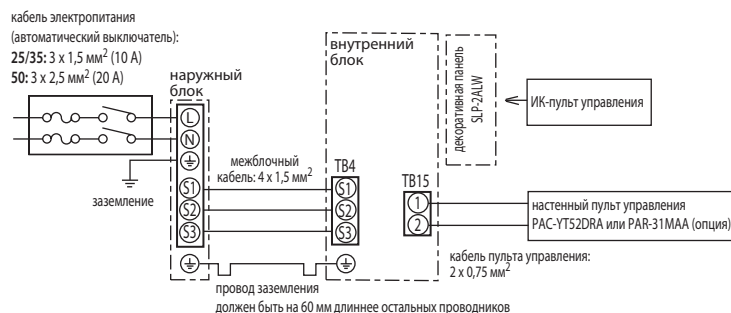 кабель электропитания
(автоматический выключатель):
25/35: 3 x 1,5 мм² (10 А)
50: 3 x 2,5 мм² (20 А)
наружный
блок
внутренний
блок
декоративная панель
SLP-2ALW
ИК-пульт управления
L
N
заземление
межблочный
кабель: 4 x 1,5 мм²
TB4
TB15
S1
S2
S3
S1
S2
S3
1
2
настенный пульт управления
PAC-YT52DRA или PAR-31MAA (опция)
кабель пульта управления:
2 x 0,75 мм²
провод заземления
должен быть на 60 мм длиннее остальных проводников